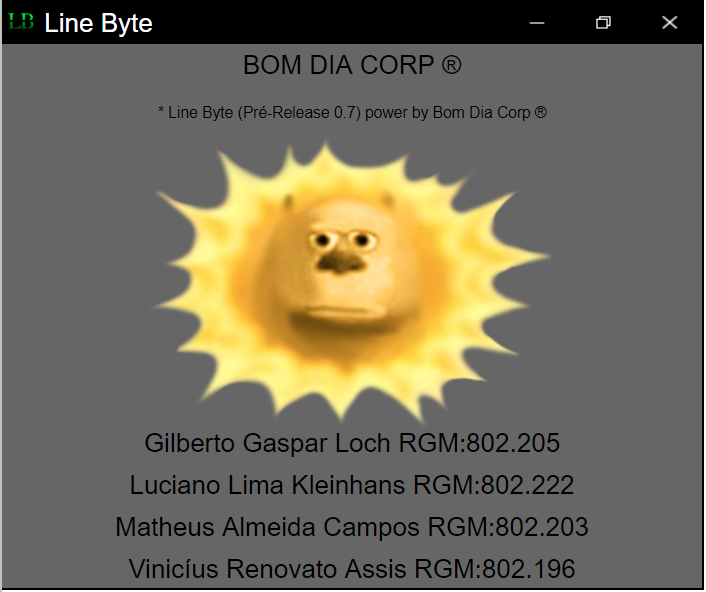 LB Line Byte
BOM DIA CORP ®
* Line Byte (Pré-Release 0.7) power by Bom Dia Corp ®
Gilberto Gaspar Loch RGM:802.205
Luciano Lima Kleinhans RGM:802.222
Matheus Almeida Campos RGM:802.203
Vinicíus Renovato Assis RGM:802.196